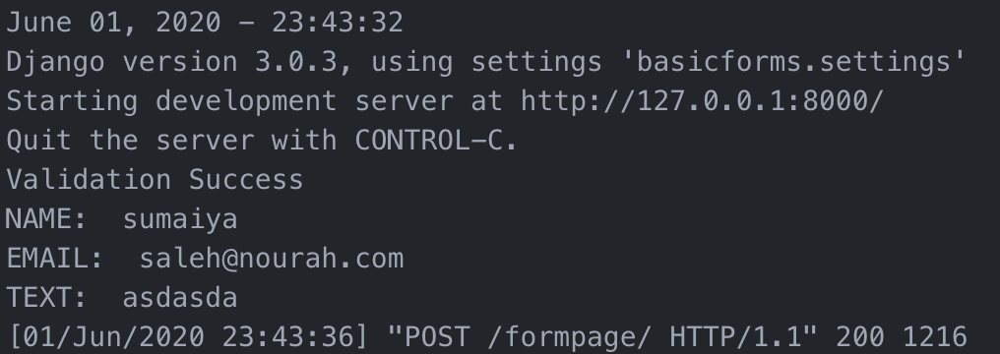 June 01, 2020 - 23:43:32
Django version 3.0.3, using settings 'basicforms.settings'
Starting development server at http://127.0.0.1:8000/
Quit the server with CONTROL-C.
Validation Success
NAME:  sumaiya
EMAIL:  saleh@nourah.com
TEXT:  asdasda
[01/Jun/2020 23:43:36] "POST /formpage/ HTTP/1.1" 200 1216